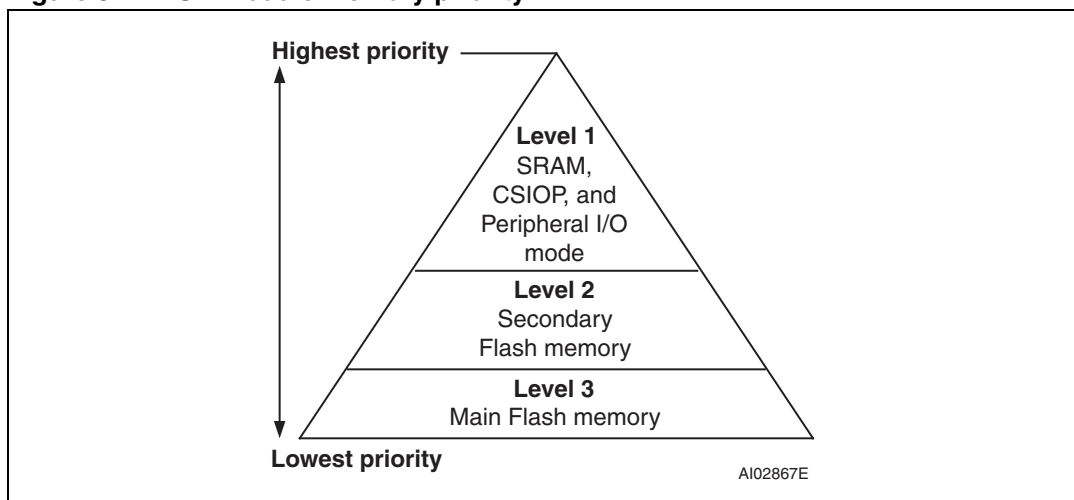 Highest priority
Level 1
SRAM,
CSIOP, and
Peripheral I/O
mode
Level 2
Secondary
Flash memory
Level 3
Main Flash memory
Lowest priority
AI02867E